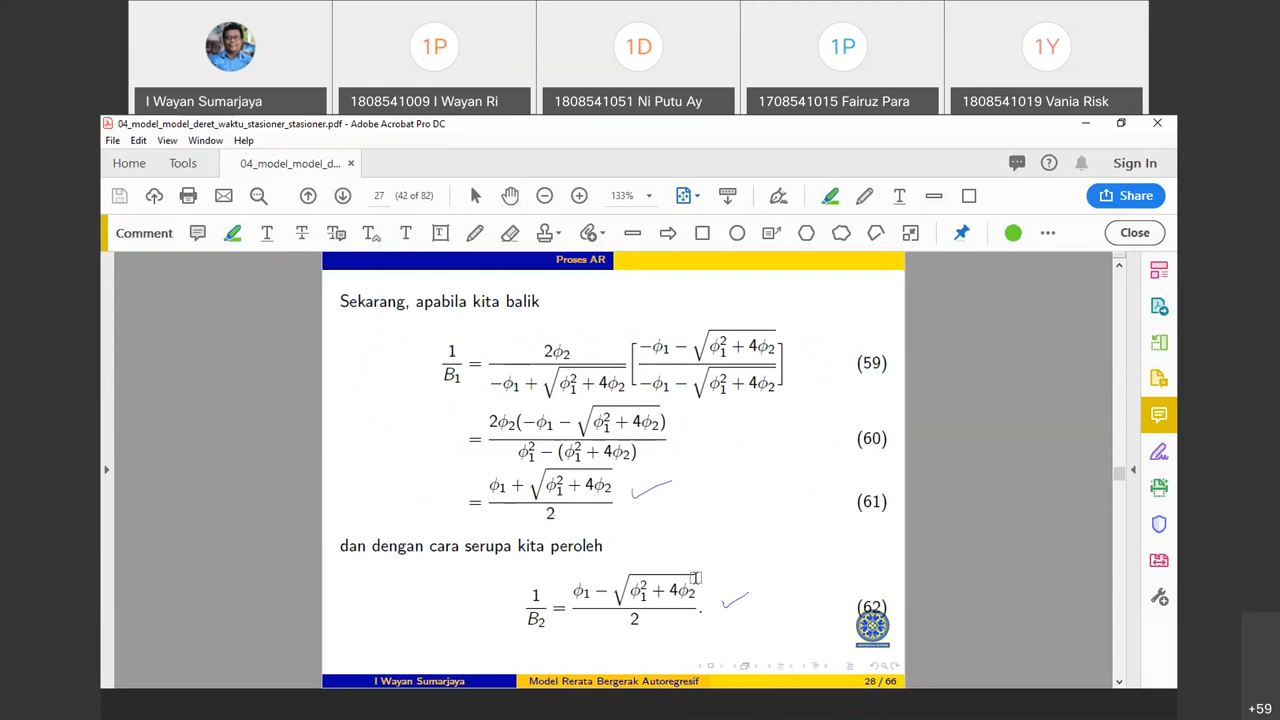 1P
1D
1P
1Y
I Wayan Sumarjaya
1808541009 I Wayan Ri
1808541051 Ni Putu Ay
1708541015 Fairuz Para
1808541019 Vania Risk
04_model_model_deret_waktu_stasioner_stasioner.pdf - Adobe Acrobat Pro DC
File Edit View Window Help
Home Tools 04_model_model_d... × Sign In
27 (42 of 82) 133% Share
Comment Close
Proses AR
Sekarang, apabila kita balik
1/B₁ = 2ϕ₂/(−ϕ₁ + √(ϕ₁² + 4ϕ₂)) [(−ϕ₁ − √(ϕ₁² + 4ϕ₂))/(−ϕ₁ − √(ϕ₁² + 4ϕ₂))] (59)
= 2ϕ₂(−ϕ₁ − √(ϕ₁² + 4ϕ₂))/(ϕ₁² − (ϕ₁² + 4ϕ₂)) (60)
= (ϕ₁ + √(ϕ₁² + 4ϕ₂))/2 (61)
dan dengan cara serupa kita peroleh
1/B₂ = (ϕ₁ − √(ϕ₁² + 4ϕ₂))/2. (62)
I Wayan Sumarjaya Model Rerata Bergerak Autoregresif 28 / 66
+59